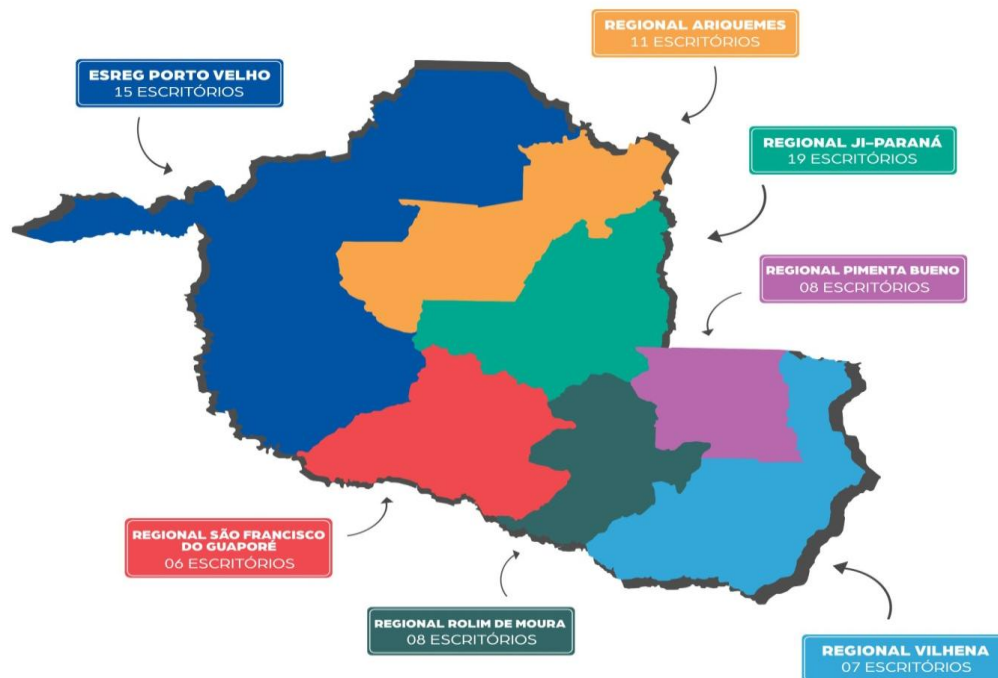 REGIONAL ARIQUEMES
11 ESCRITÓRIOS
ESREG PORTO VELHO
15 ESCRITÓRIOS
REGIONAL JI-PARANÁ
19 ESCRITÓRIOS
REGIONAL PIMENTA BUENO
08 ESCRITÓRIOS
REGIONAL SÃO FRANCISCO
DO GUAPORÉ
06 ESCRITÓRIOS
REGIONAL ROLIM DE MOURA
08 ESCRITÓRIOS
REGIONAL VILHENA
07 ESCRITÓRIOS